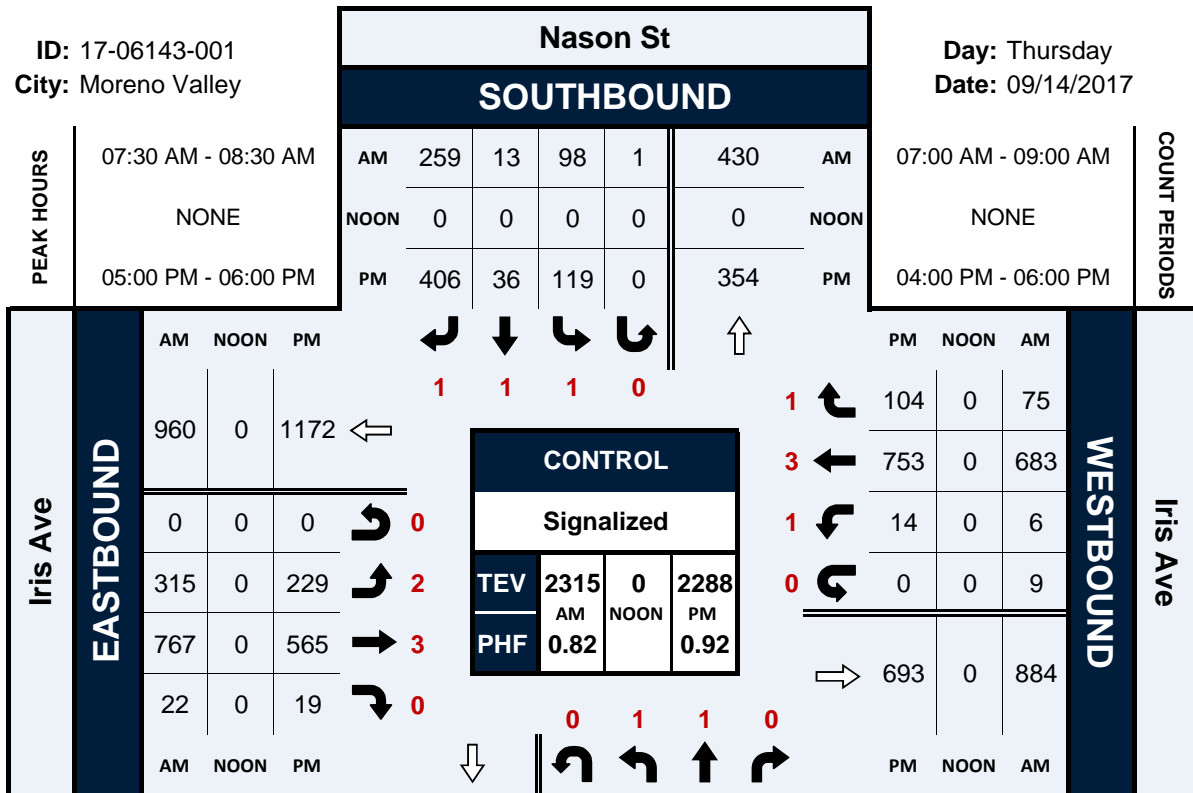 ID: 17-06143-001
City: Moreno Valley
Nason St
SOUTHBOUND
Day: Thursday
Date: 09/14/2017
PEAK HOURS
07:30 AM - 08:30 AM
NONE
05:00 PM - 06:00 PM
AM 259 13 98 1 430 AM
NOON 0 0 0 0 0 NOON
PM 406 36 119 0 354 PM
07:00 AM - 09:00 AM
NONE
04:00 PM - 06:00 PM
COUNT PERIODS
1 1 1 0
Iris Ave
EASTBOUND
AM NOON PM
960 0 1172
0 0 0 0
315 0 229 2
767 0 565 3
22 0 19 0
AM NOON PM
CONTROL
Signalized
TEV 2315 0 2288
AM NOON PM
PHF 0.82 0.92
PM NOON AM
1 104 0 75
3 753 0 683
1 14 0 6
0 0 0 9
693 0 884
PM NOON AM
WESTBOUND
Iris Ave
0 1 1 0